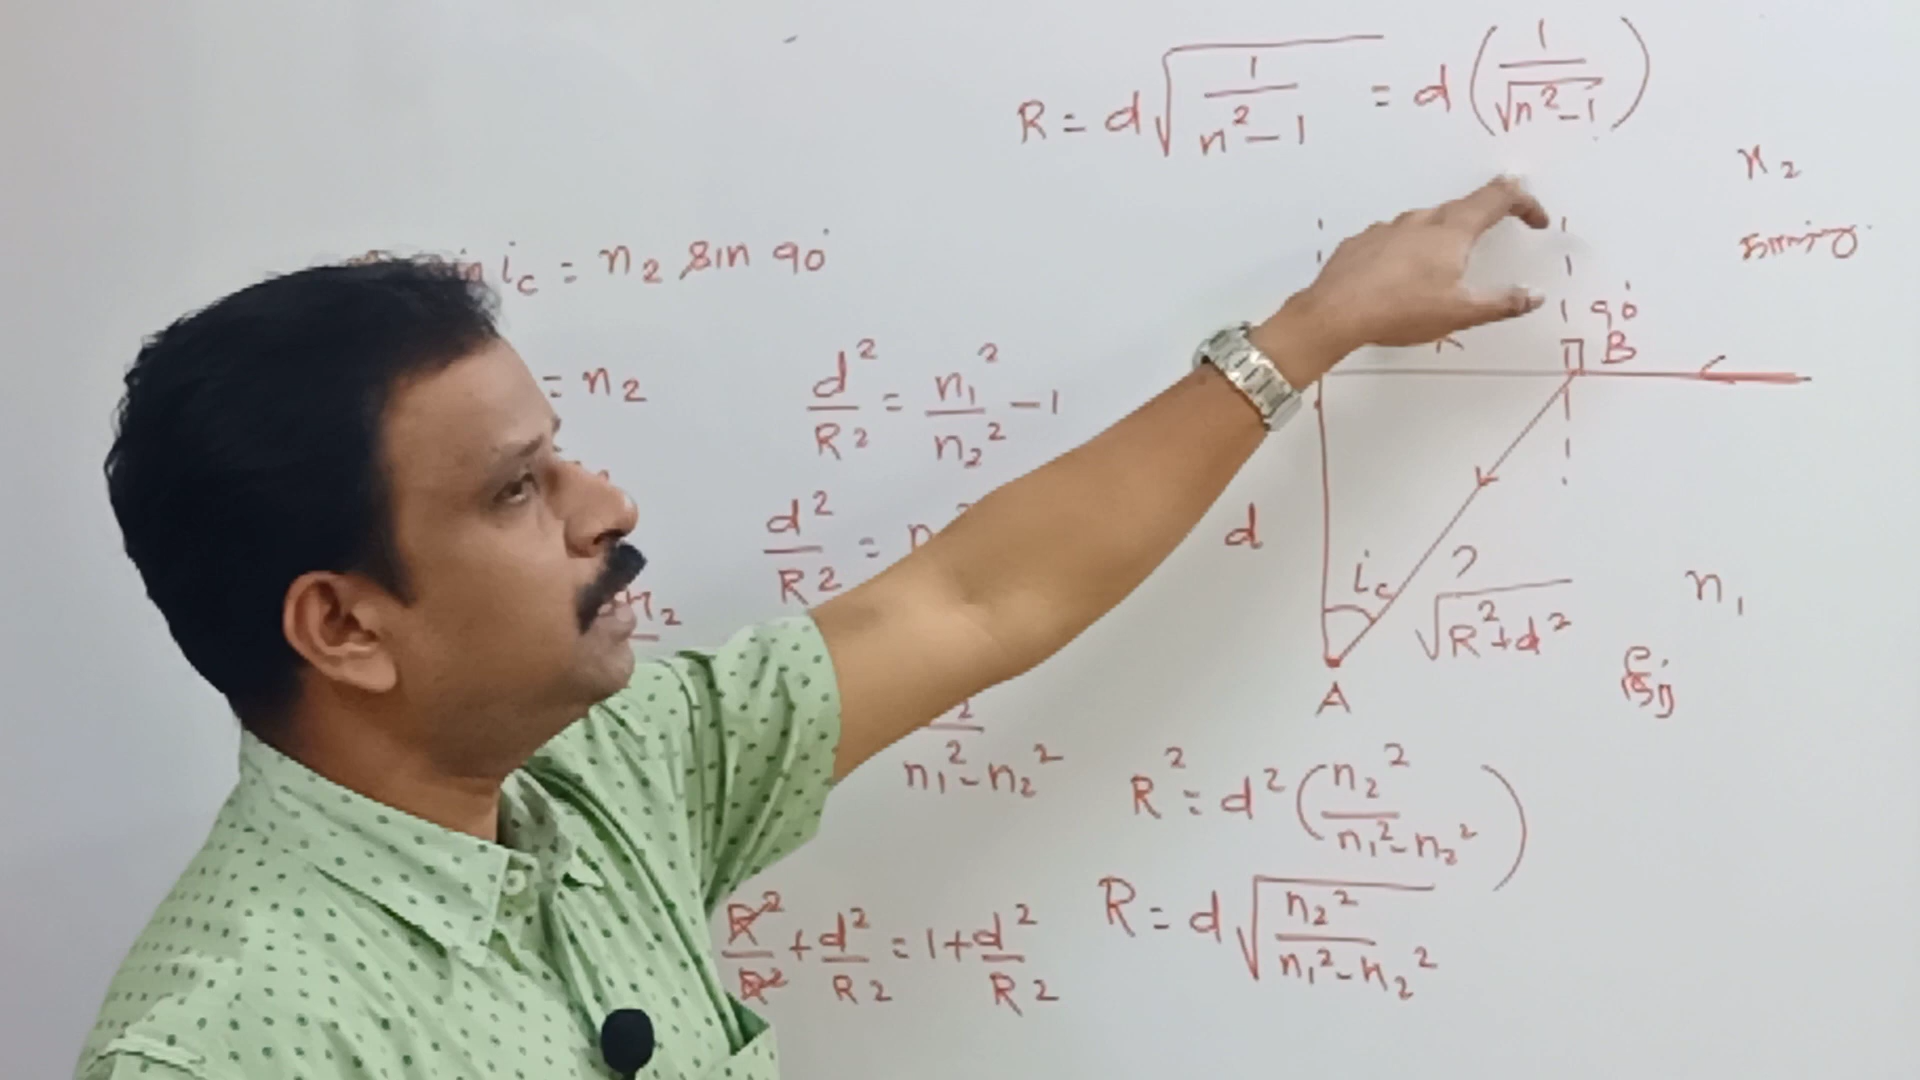 R = d√(1/(n²-1)) = d(1/√(n²-1))
n₂
i_c = n₂ sin 90°
= n₂
d²/R² = n₁²/n₂² - 1
d²/R² =
90°
B
d
i_c
?
√(R²+d²)
n₁
நீர்
A
n₁²-n₂²
R² = d²(n₂²/(n₁²-n₂²))
R²/R² + d²/R² = 1 + d²/R²
R = d√(n₂²/(n₁²-n₂²))